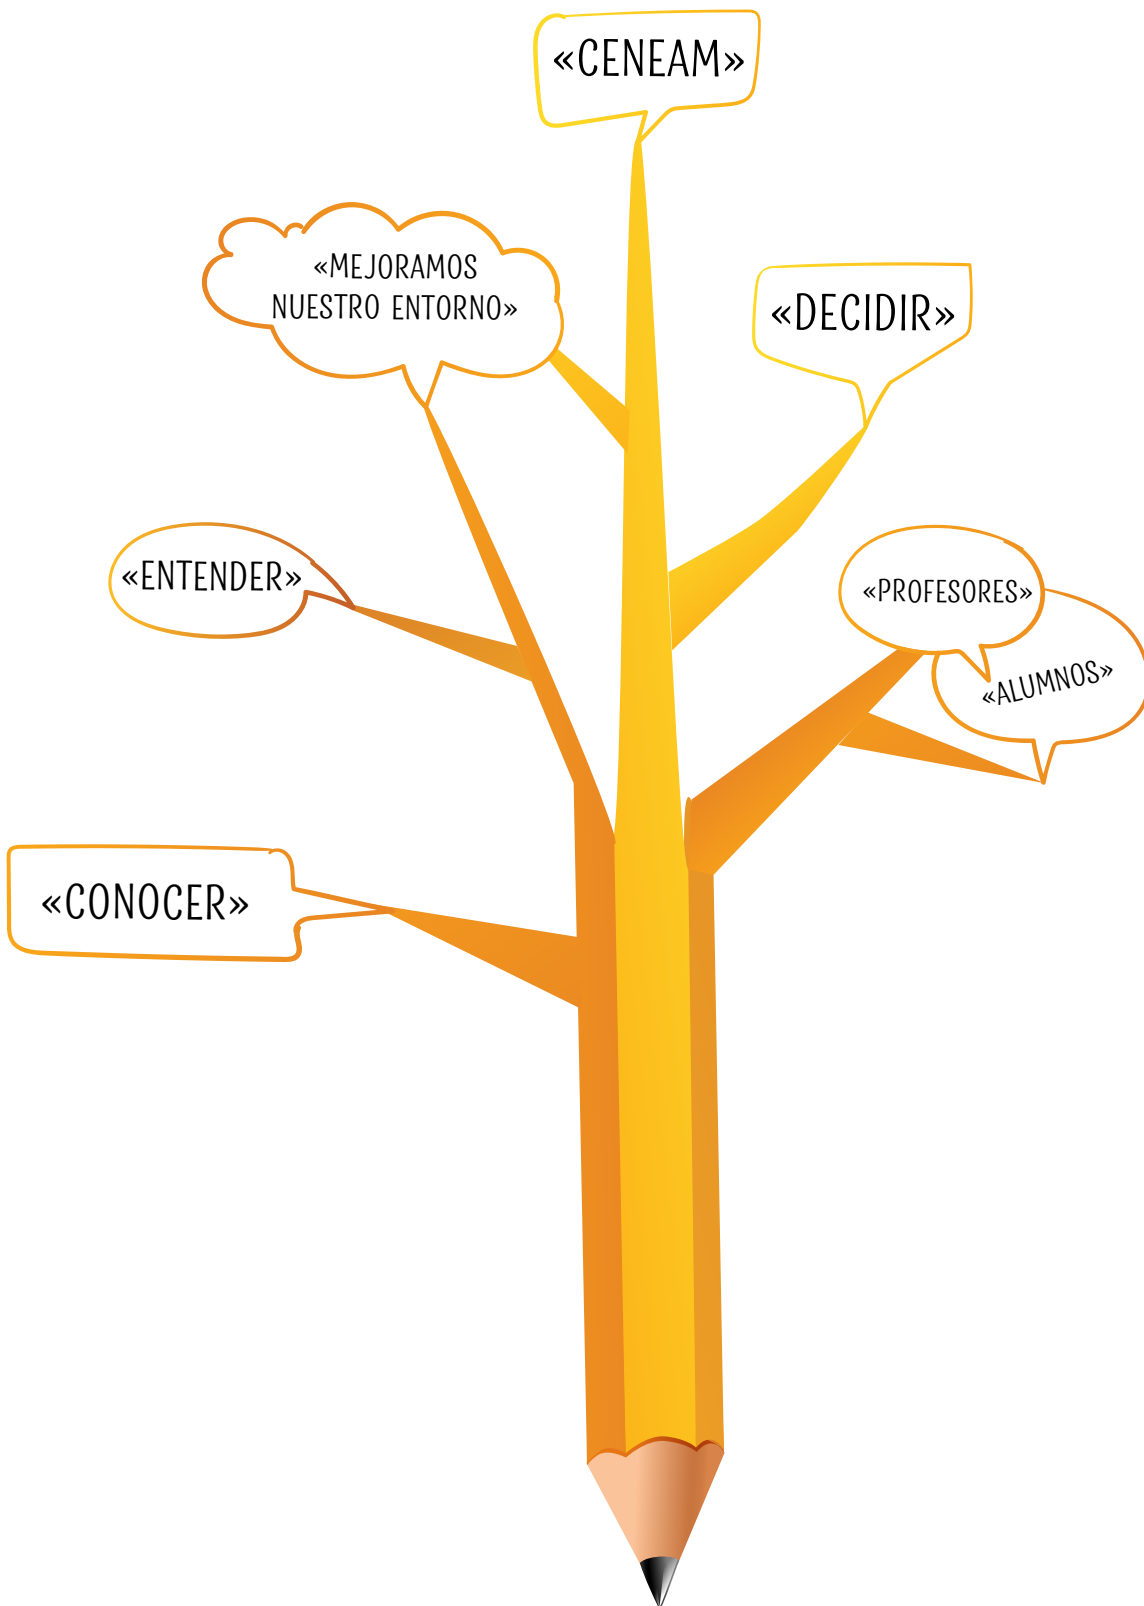 «CENEAM»
«MEJORAMOS
NUESTRO ENTORNO»
«DECIDIR»
«ENTENDER»
«PROFESORES»
«ALUMNOS»
«CONOCER»